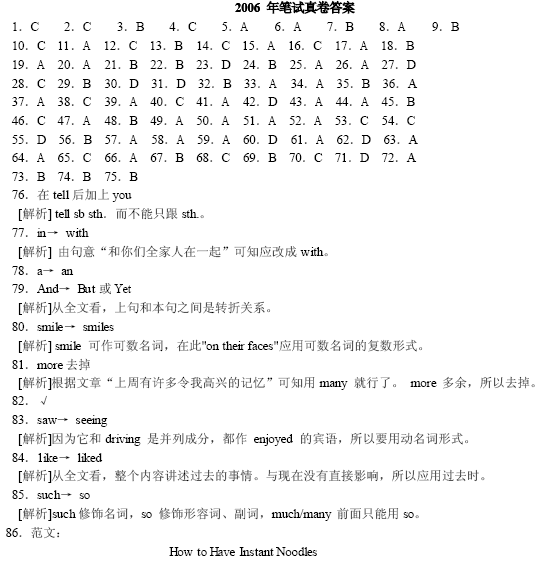 2006 年笔试真卷答案
1. C 2. C 3. B 4. C 5. A 6. A 7. B 8. A 9. B
10. C 11. A 12. C 13. B 14. C 15. A 16. C 17. A 18. B
19. A 20. A 21. B 22. B 23. D 24. B 25. A 26. A 27. D
28. C 29. B 30. D 31. D 32. B 33. A 34. A 35. B 36. A
37. A 38. C 39. A 40. C 41. A 42. D 43. A 44. A 45. B
46. C 47. A 48. B 49. A 50. A 51. A 52. A 53. C 54. C
55. D 56. B 57. A 58. A 59. A 60. D 61. A 62. D 63. A
64. A 65. C 66. A 67. B 68. C 69. B 70. C 71. D 72. A
73. B 74. B 75. B
76. 在 tell 后加上 you
[解析] tell sb sth. 而不能只跟 sth.。
77. in→ with
[解析] 由句意“和你们全家人在一起”可知应改成 with。
78. a→ an
79. And→ But 或 Yet
[解析]从全文看，上句和本句之间是转折关系。
80. smile→ smiles
[解析] smile 可作可数名词，在此"on their faces"应用可数名词的复数形式。
81. more 去掉
[解析]根据文章“上周有许多令我高兴的记忆”可知用 many 就行了。 more 多余，所以去掉。
82. √
83. saw→ seeing
[解析]因为它和 driving 是并列成分，都作 enjoyed 的宾语，所以要用动名词形式。
84. 1ike→ liked
[解析]从全文看，整个内容讲述过去的事情。与现在没有直接影响，所以应用过去时。
85. such→ so
[解析]such 修饰名词，so 修饰形容词、副词，much/many 前面只能用 so。
86. 范文：
How to Have Instant Noodles